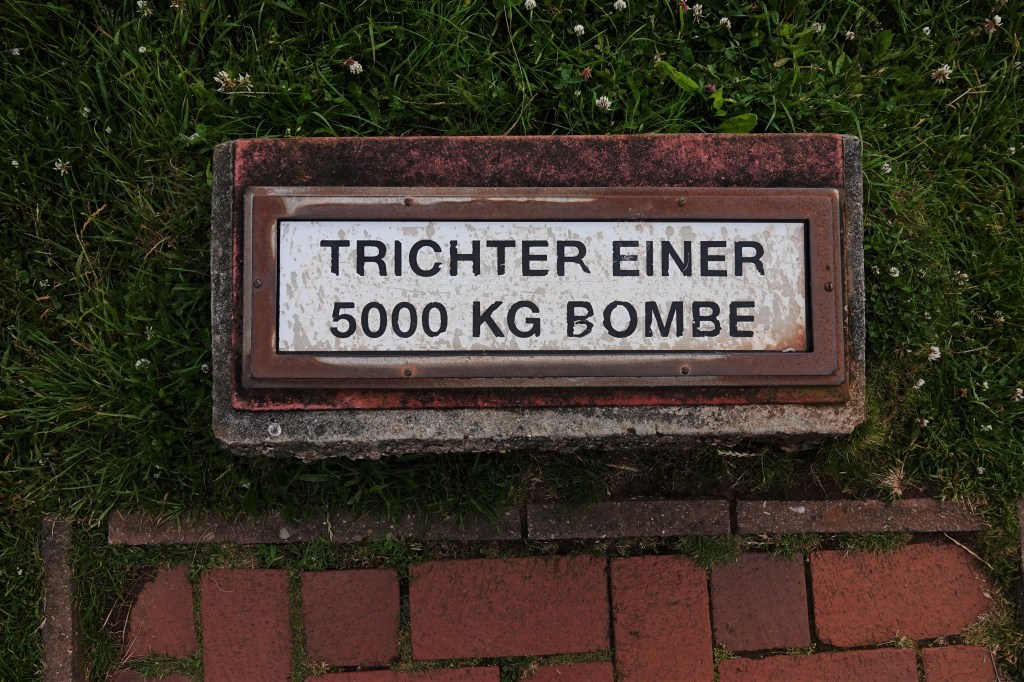 TRICHTER EINER
5000 KG BOMBE